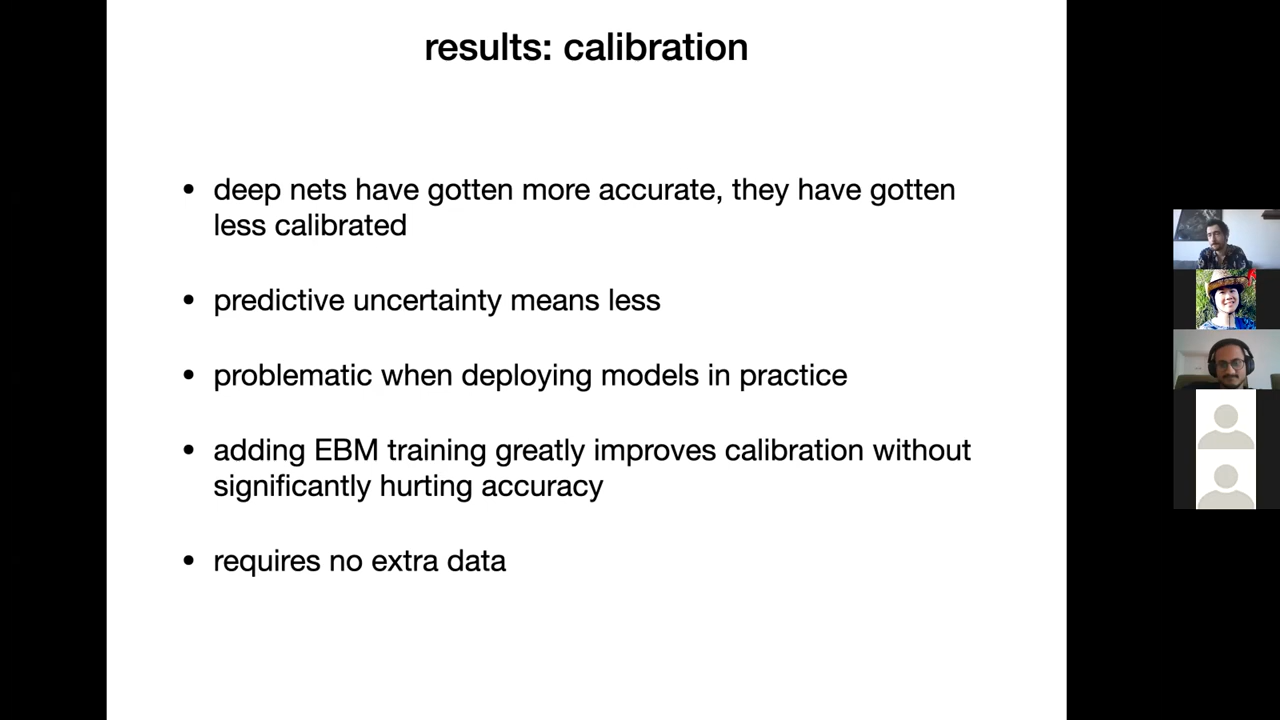 results: calibration
• deep nets have gotten more accurate, they have gotten
less calibrated
• predictive uncertainty means less
• problematic when deploying models in practice
• adding EBM training greatly improves calibration without
significantly hurting accuracy
• requires no extra data